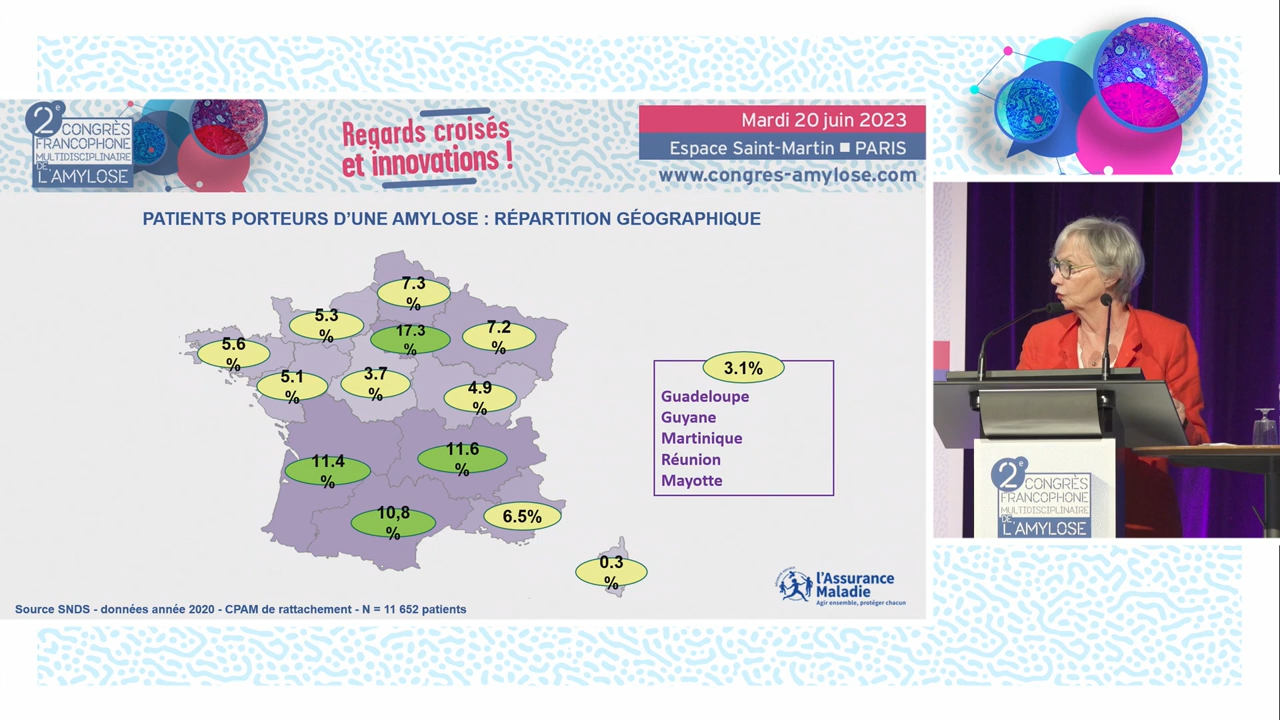 2e CONGRÈS
FRANCOPHONE
MULTIDISCIPLINAIRE
DE L'AMYLOSE
Regards croisés
et innovations !
Mardi 20 juin 2023
Espace Saint-Martin ■ PARIS
www.congres-amylose.com
PATIENTS PORTEURS D'UNE AMYLOSE : RÉPARTITION GÉOGRAPHIQUE
7.3
%
5.3
%
17.3
%
7.2
%
5.6
%
5.1
%
3.7
%
4.9
%
11.4
%
11.6
%
10,8
%
6.5%
0.3
%
3.1%
Guadeloupe
Guyane
Martinique
Réunion
Mayotte
l'Assurance
Maladie
Agir ensemble, protéger chacun
Source SNDS - données année 2020 - CPAM de rattachement - N = 11 652 patients
2e CONGRÈS
FRANCOPHONE
MULTIDISCIPLINAIRE
DE L'AMYLOSE